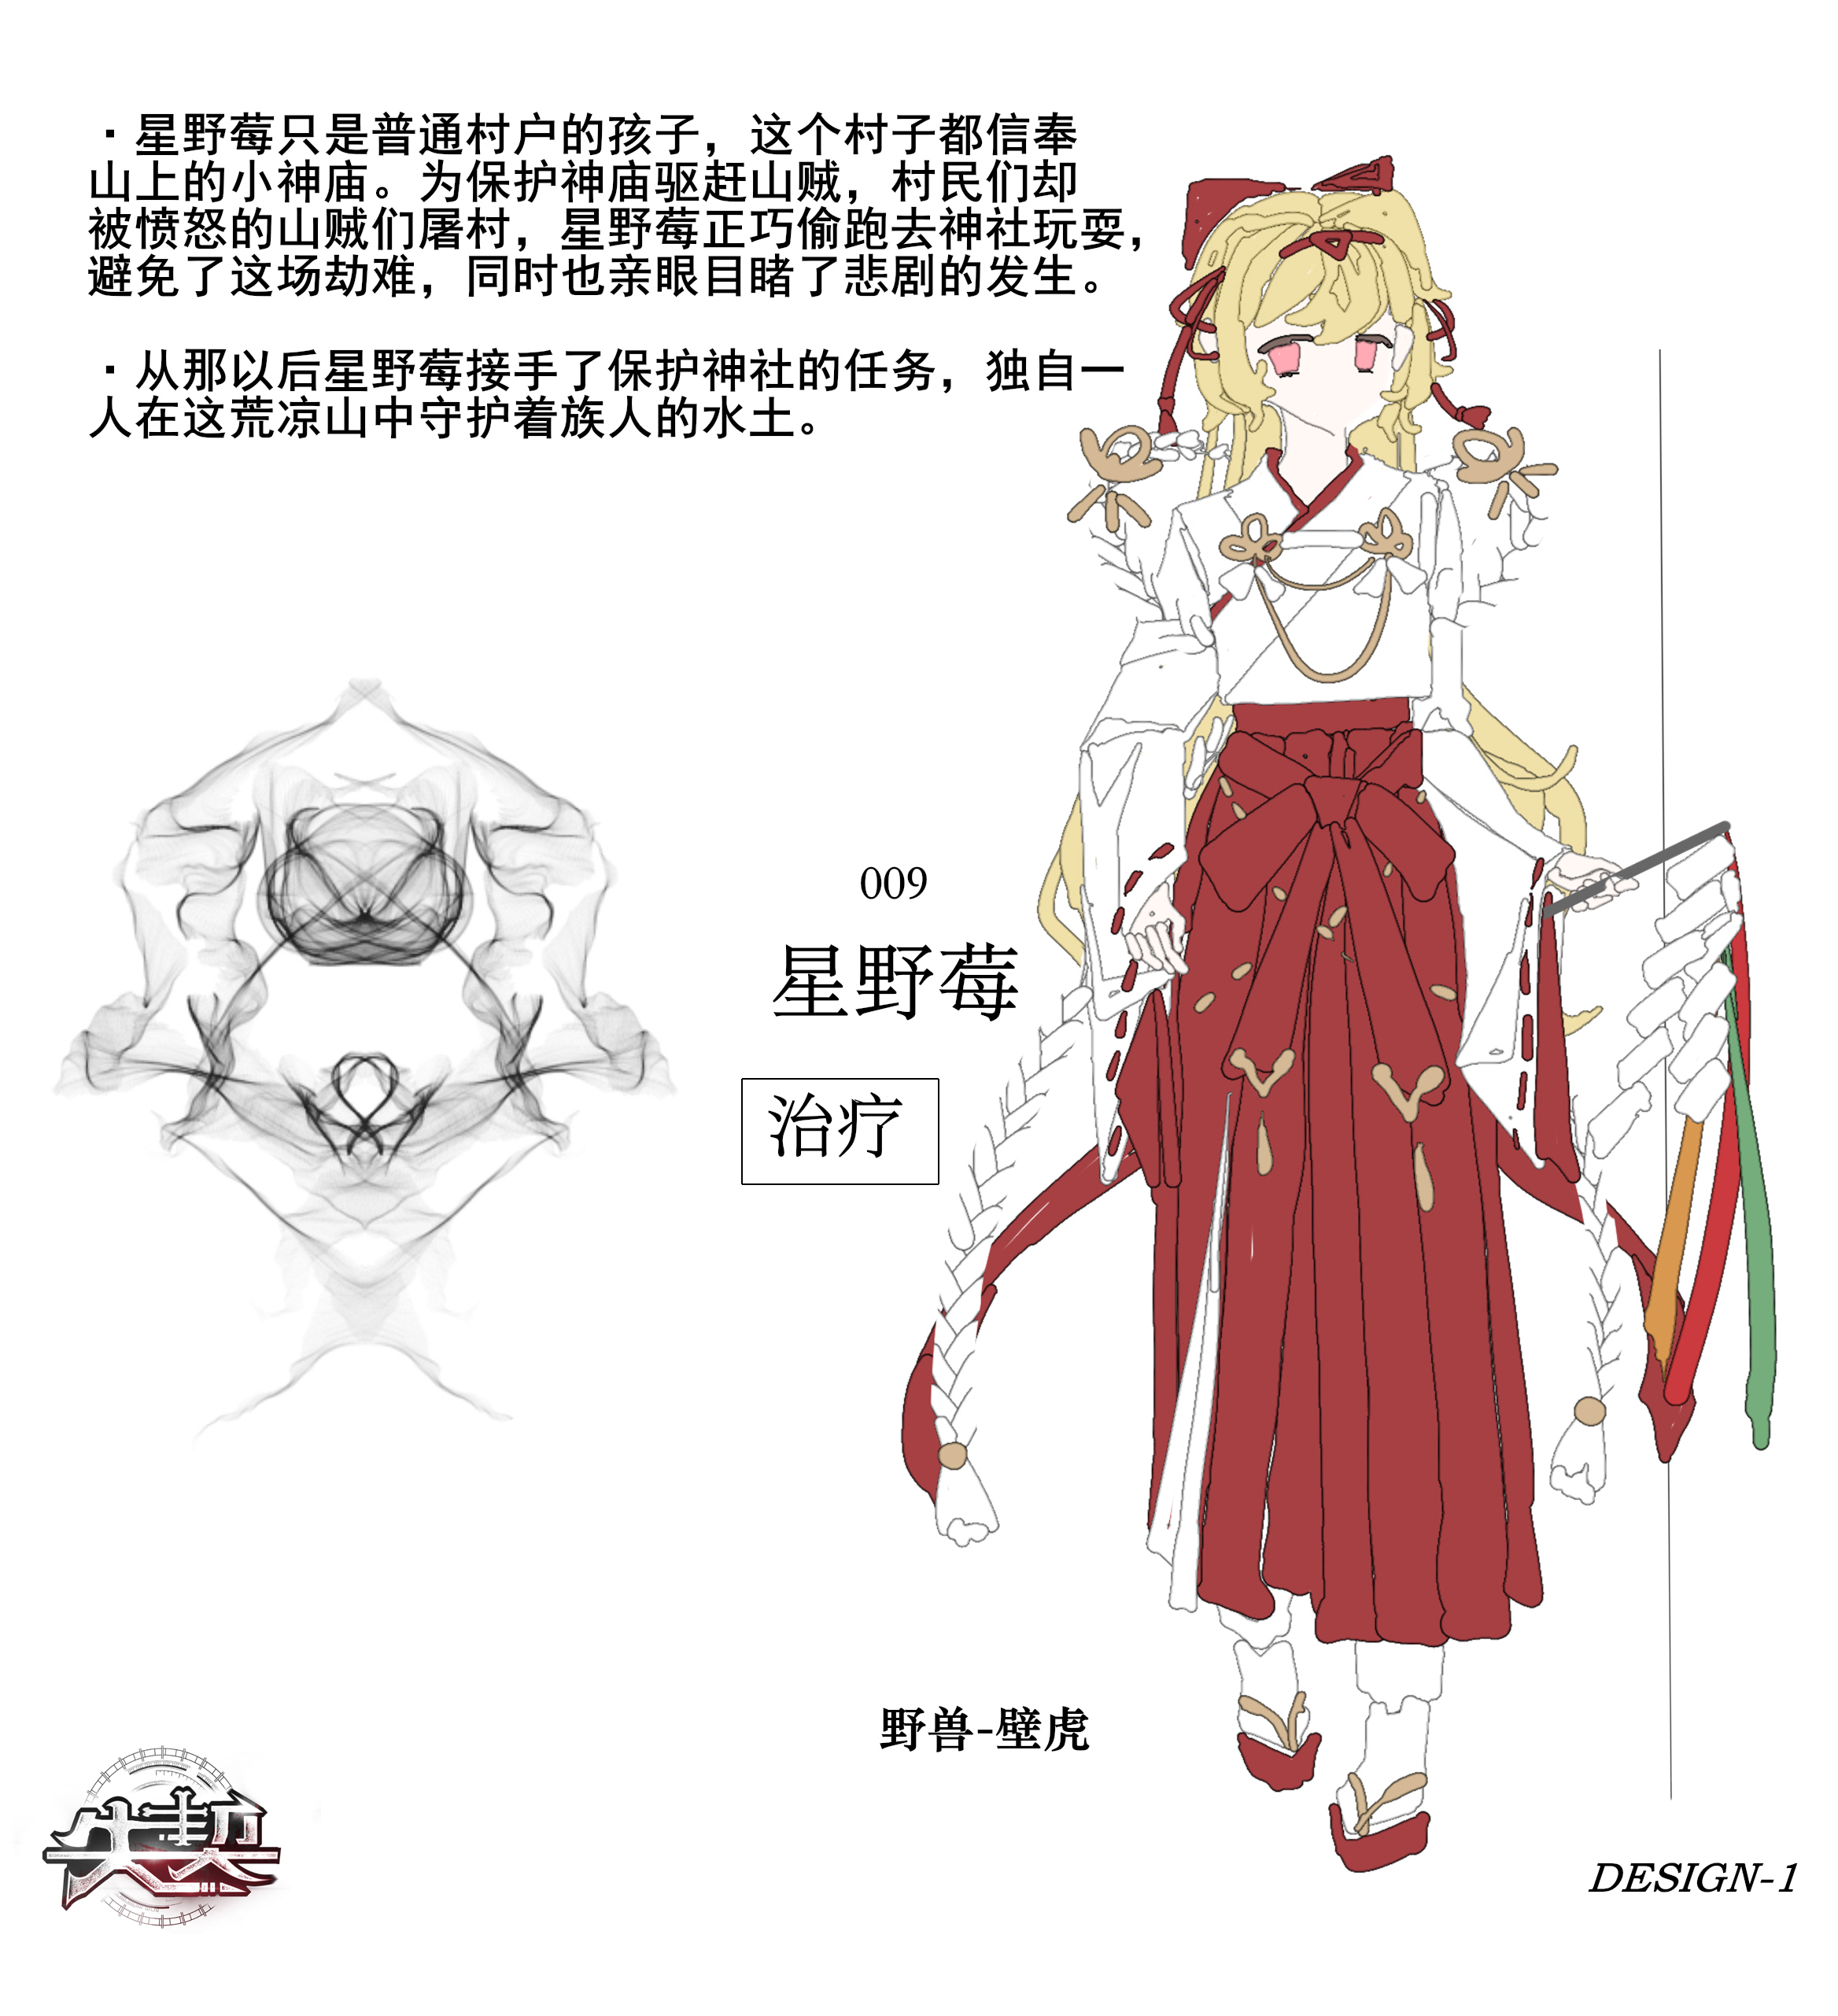 ·星野莓只是普通村户的孩子，这个村子都信奉
山上的小神庙。为保护神庙驱赶山贼，村民们却
被愤怒的山贼们屠村，星野莓正巧偷跑去神社玩耍，
避免了这场劫难，同时也亲眼目睹了悲剧的发生。
·从那以后星野莓接手了保护神社的任务，独自一
人在这荒凉山中守护着族人的水土。
009
星野莓
治疗
野兽-壁虎
失契
DESIGN-1